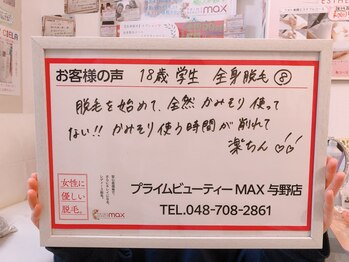 お客様の声 18歳 学生 全身脱毛 ⑧
脱毛を始めて、全然かみそり使って
ない!! かみそり使う時間が削れて
楽ちん♡♡
女性に
優しい
脱毛。
max
プライムビューティーMAX 与野店
TEL.048-708-2861